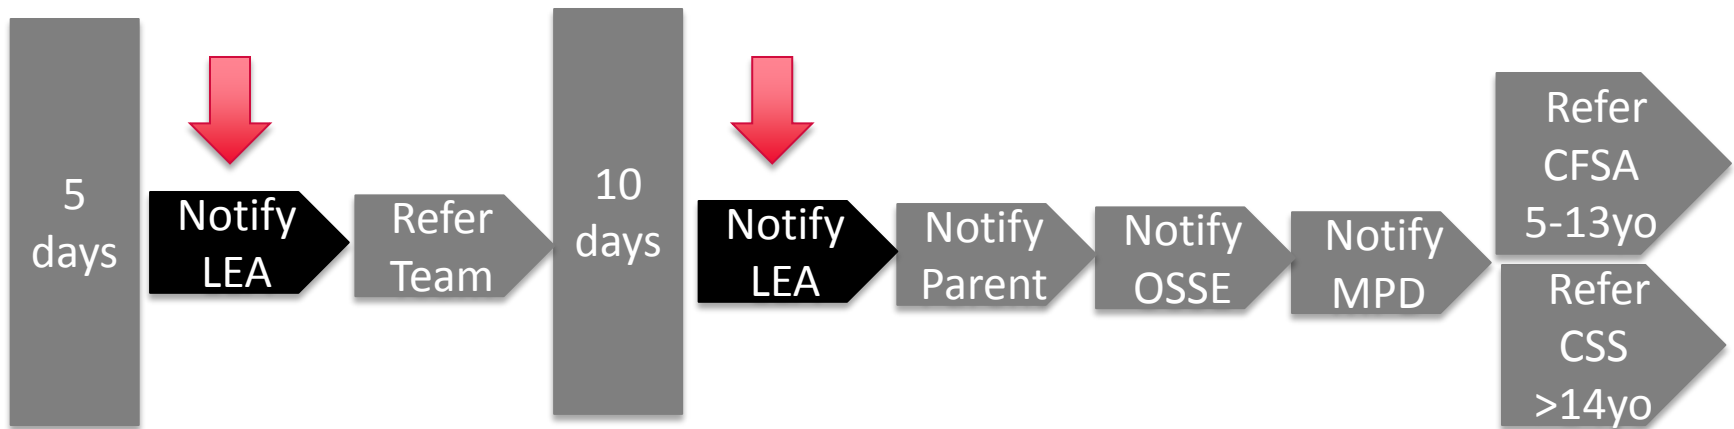 5
days
Notify
LEA
Refer
Team
10
days
Notify
LEA
Notify
Parent
Notify
OSSE
Notify
MPD
Refer
CFSA
5-13yo
Refer
CSS
>14yo